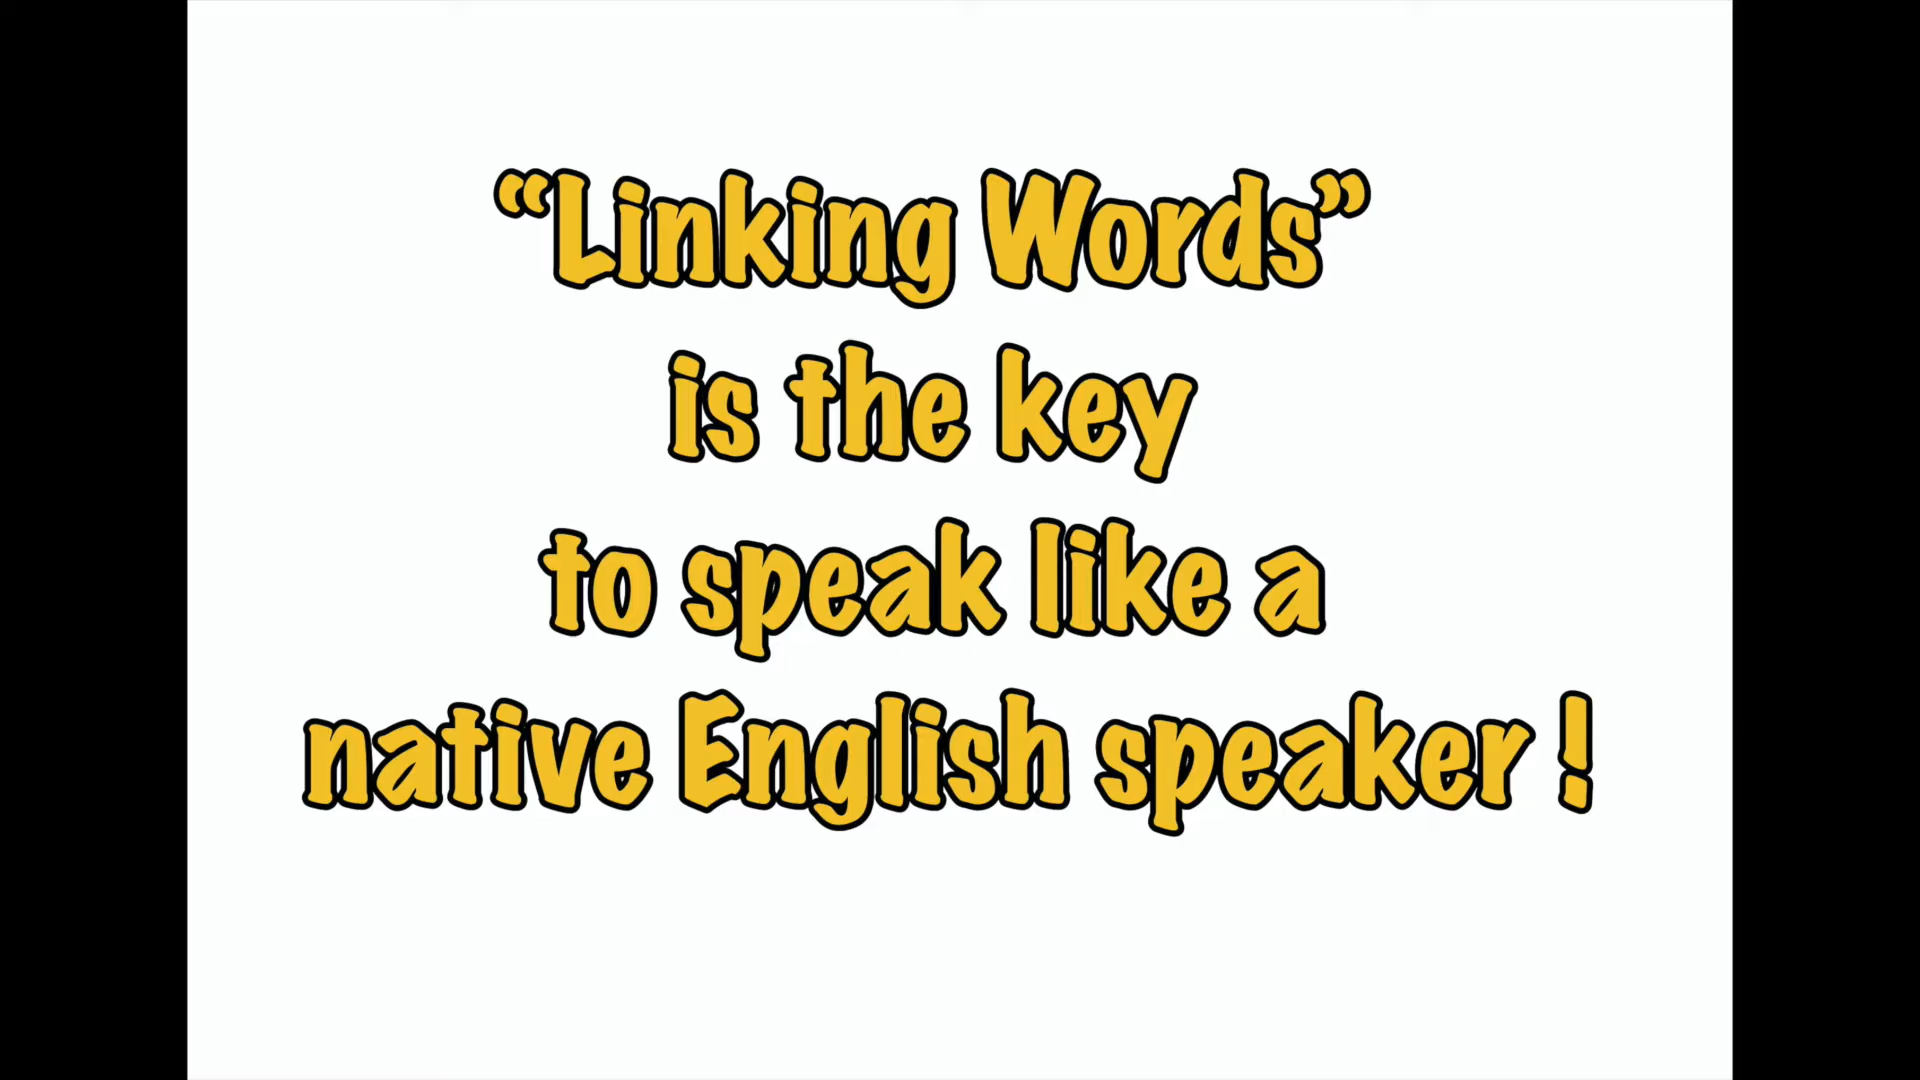 “Linking Words”
is the key
to speak like a
native English speaker !